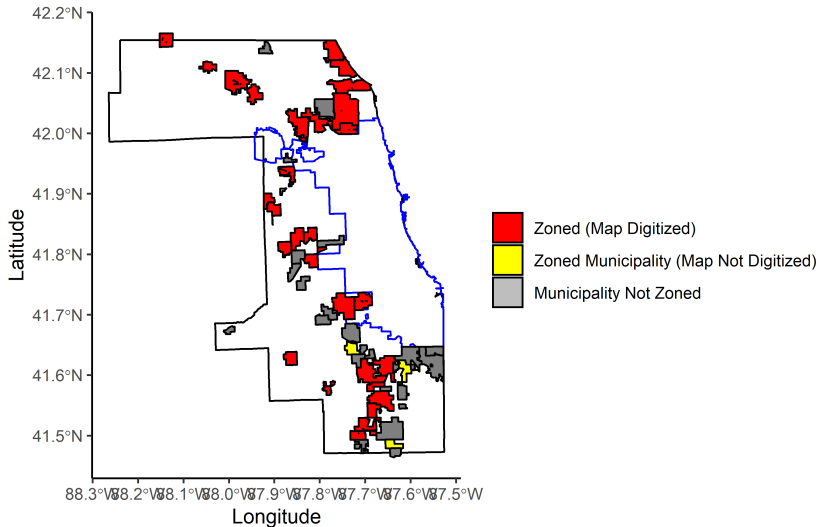 42.2°N
42.1°N
42.0°N
41.9°N
41.8°N
41.7°N
41.6°N
41.5°N
Latitude
88.3°W 88.2°W 88.1°W 88.0°W 87.9°W 87.8°W 87.7°W 87.6°W 87.5°W
Longitude
Zoned (Map Digitized)
Zoned Municipality (Map Not Digitized)
Municipality Not Zoned